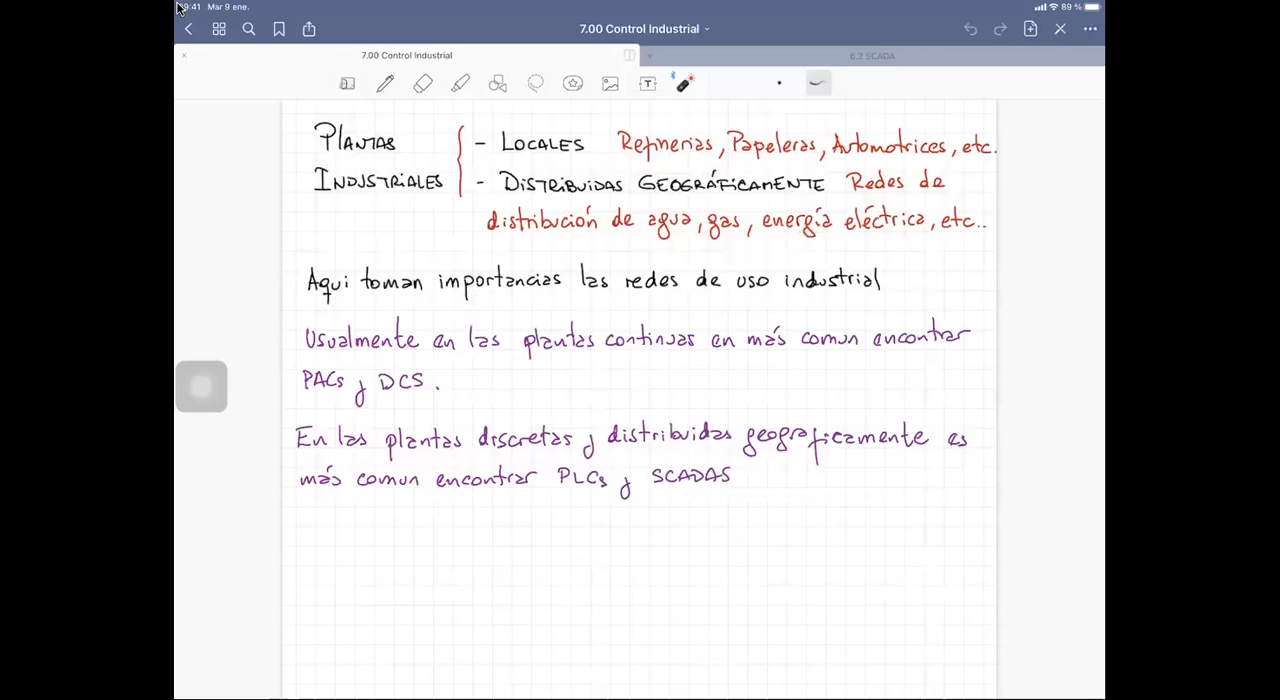 9:41 Mar 9 ene.
89 %
7.00 Control Industrial
7.00 Control Industrial
6.2 SCADA
T
PLANTAS
INDUSTRIALES
- LOCALES Refinerias, Papeleras, Automotrices, etc.
- DISTRIBUIDAS GEOGRÁFICAMENTE Redes de
distribución de agua, gas, energía eléctrica, etc..
Aqui toman importancias las redes de uso industrial
Usualmente en las plantas continuas en más comun encontrar
PACs y DCS.
En las plantas discretas y distribuidas geograficamente es
más comun encontrar PLCs y SCADAS